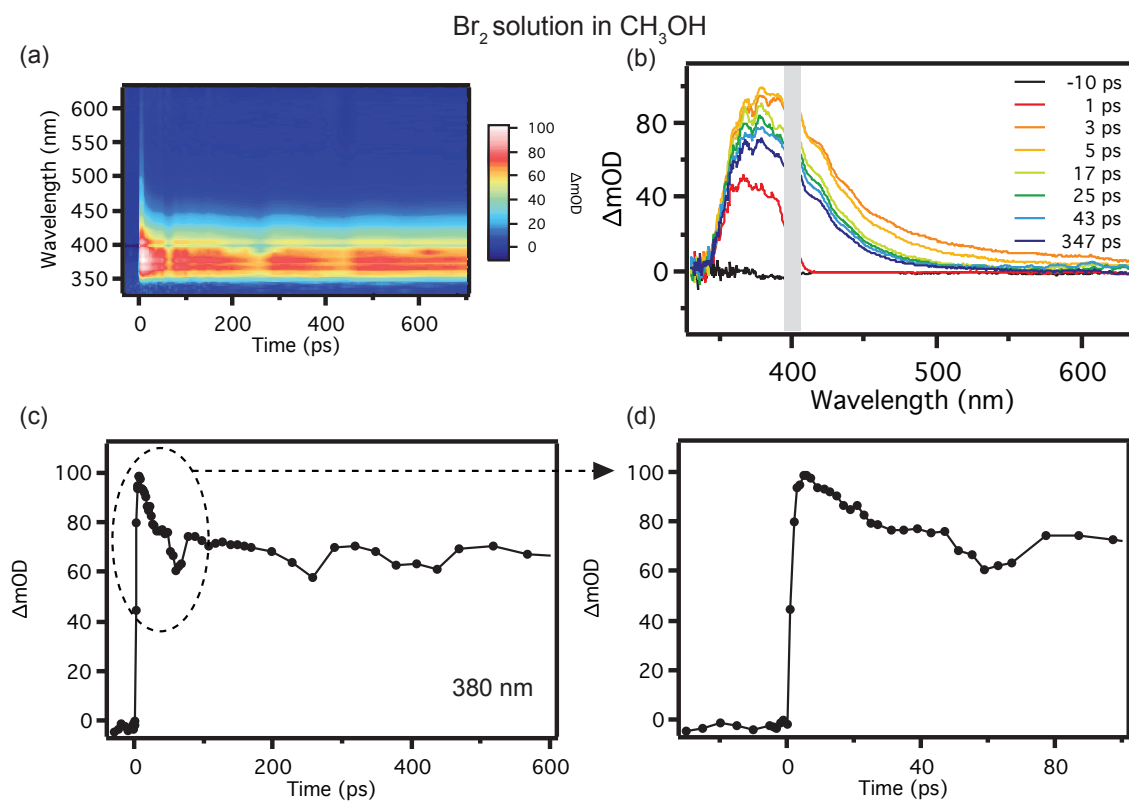 Br2 solution in CH3OH
(a)
Wavelength (nm)
600
550
500
450
400
350
0
200
400
600
Time (ps)
100
80
60
40
20
0
ΔmOD
(b)
ΔmOD
80
40
0
400
500
600
Wavelength (nm)
-10 ps
1 ps
3 ps
5 ps
17 ps
25 ps
43 ps
347 ps
(c)
ΔmOD
100
80
60
40
20
0
380 nm
0
200
400
600
Time (ps)
(d)
ΔmOD
100
80
60
40
20
0
0
40
80
Time (ps)